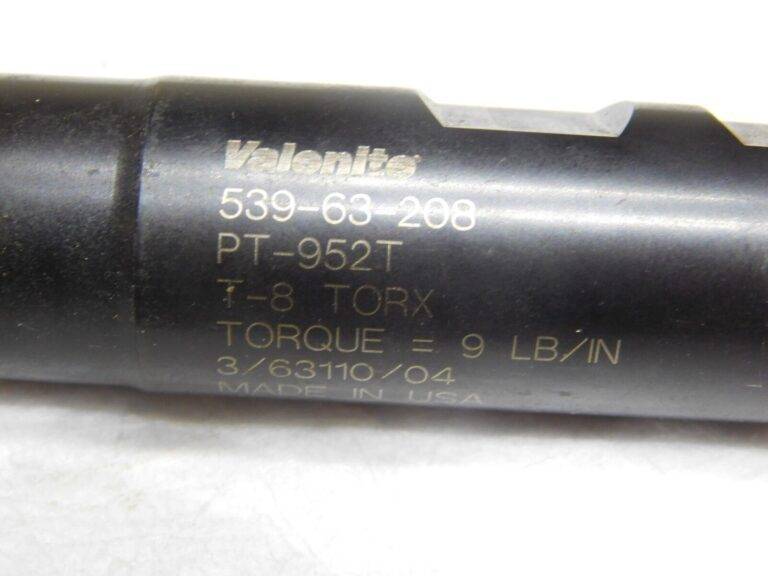 Valenite
539-63-208
PT-952T
T-8 TORX
TORQUE = 9 LB/IN
3/63110/04
MADE IN USA